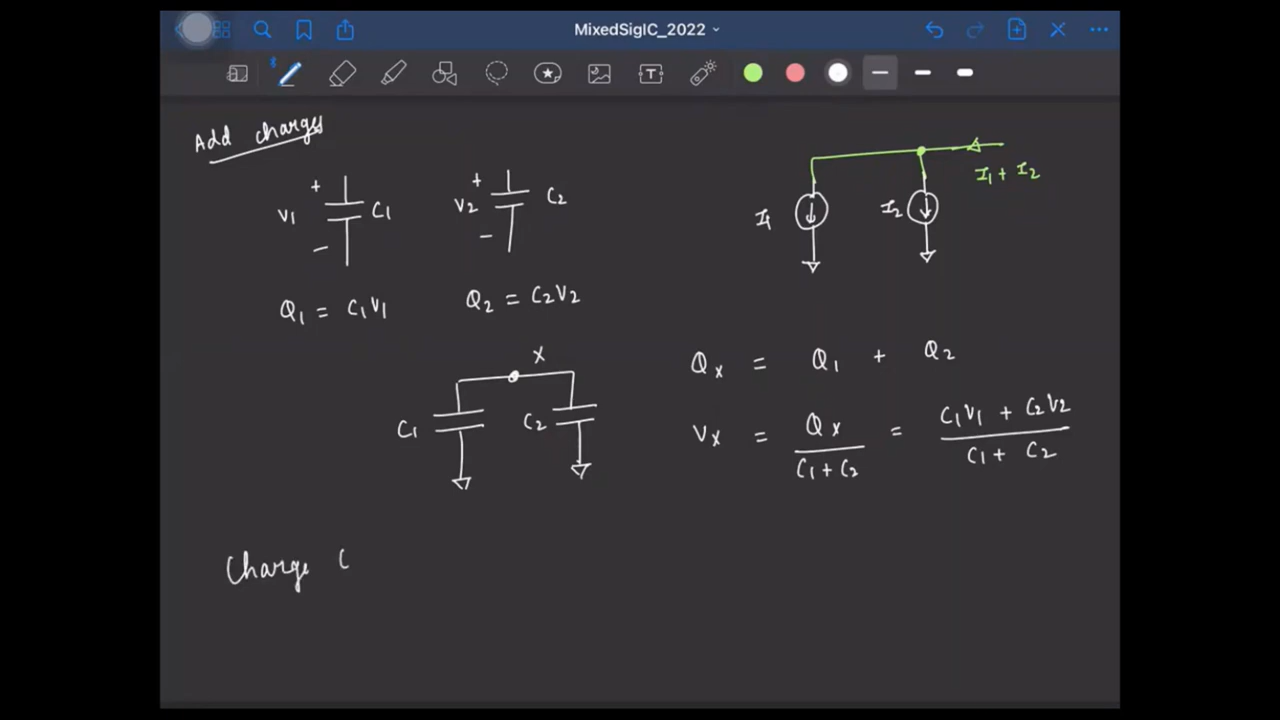 MixedSigIC_2022
Add charges
+
V1
−
C1
+
V2
−
C2
I1
I2
I1 + I2
Q1 = C1V1
Q2 = C2V2
X
C1
C2
Qx = Q1 + Q2
Vx = Qx / C1 + C2 = C1V1 + C2V2 / C1 + C2
Charge (